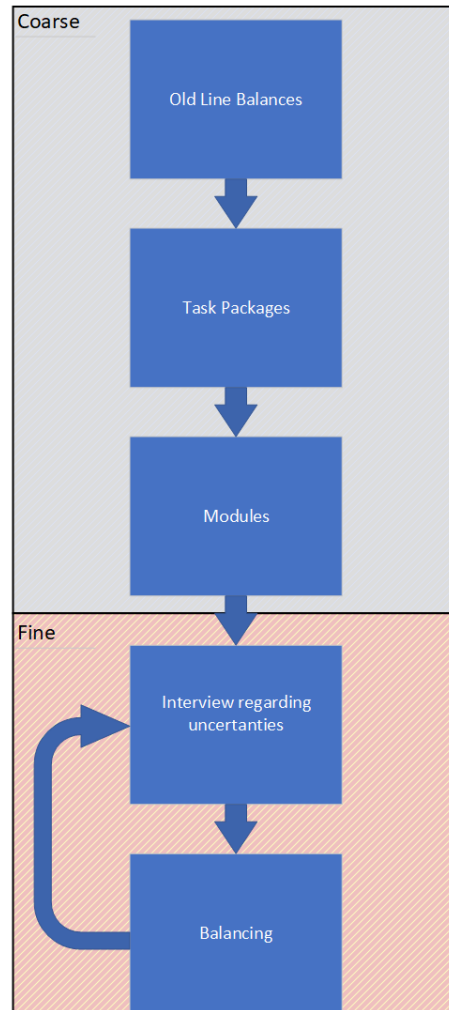 Coarse
Old Line Balances
Task Packages
Modules
Fine
Interview regarding
uncertanties
Balancing